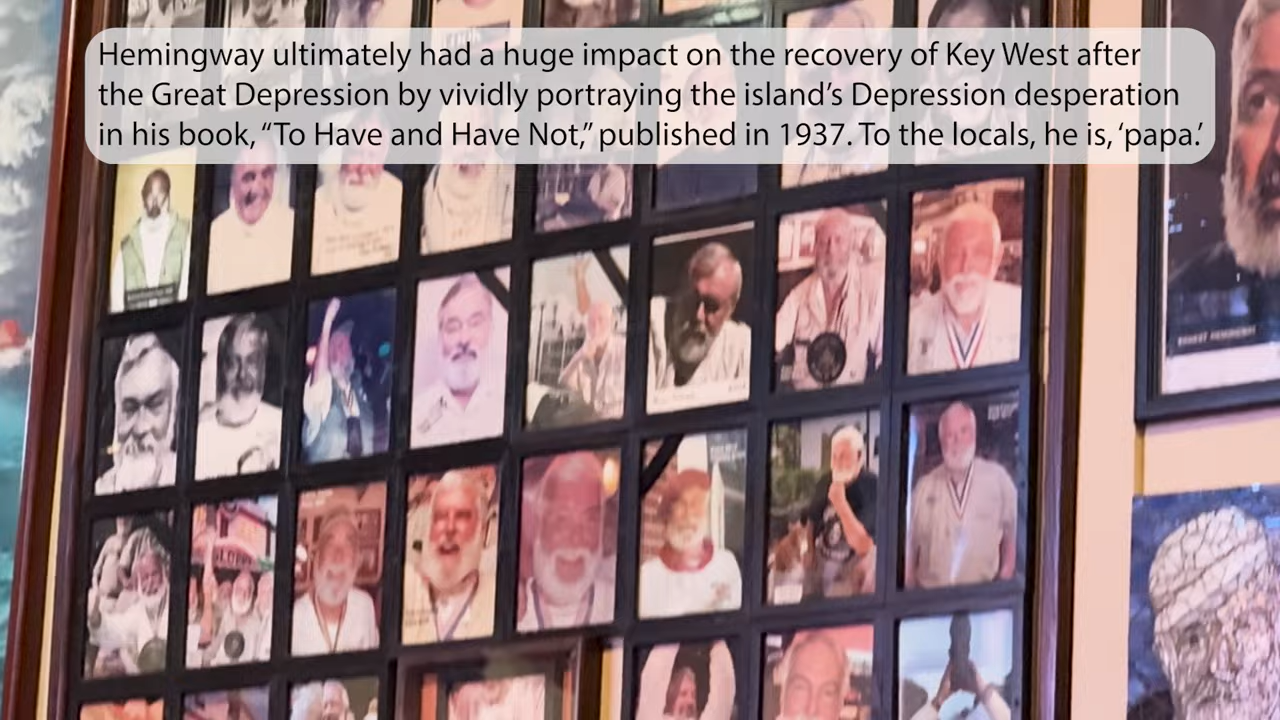 Hemingway ultimately had a huge impact on the recovery of Key West after
the Great Depression by vividly portraying the island’s Depression desperation
in his book, “To Have and Have Not,” published in 1937. To the locals, he is, ‘papa.’